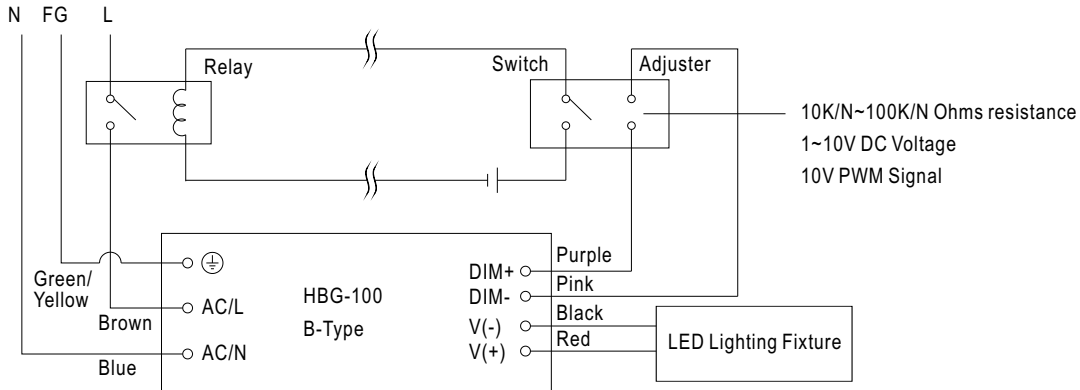 N FG L
Relay
Switch
Adjuster
10K/N~100K/N Ohms resistance
1~10V DC Voltage
10V PWM Signal
Green/
Yellow
Brown
Blue
AC/L
AC/N
HBG-100
B-Type
DIM+
DIM-
V(-)
V(+)
Purple
Pink
Black
Red
LED Lighting Fixture